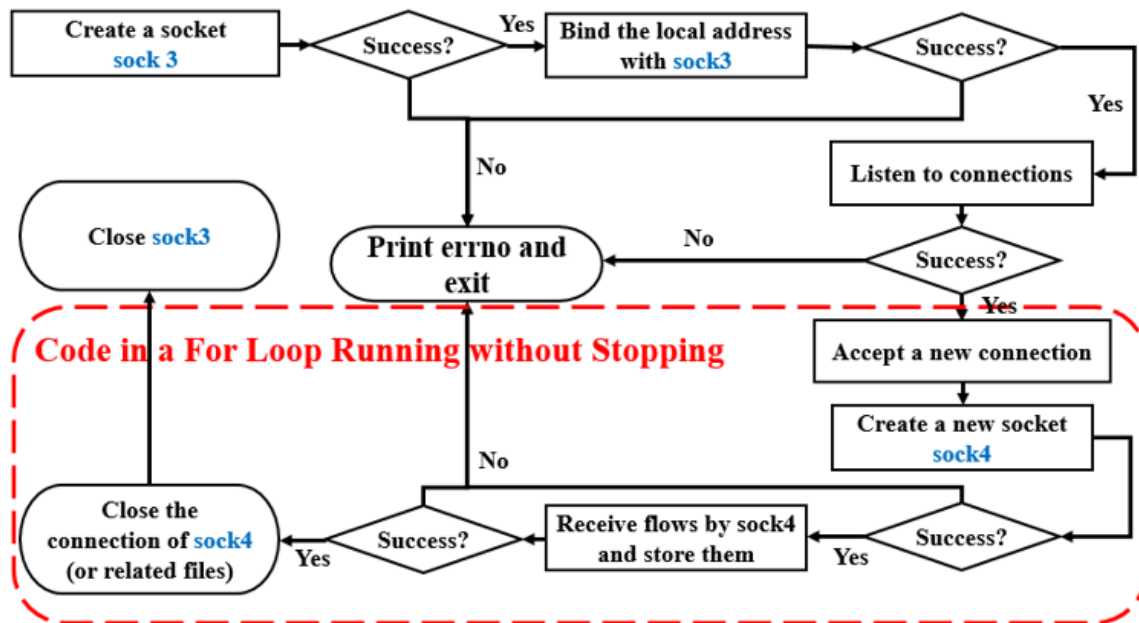 Create a socket
sock 3
Success?
Yes
Bind the local address
with sock3
Success?
Yes
No
Listen to connections
Close sock3
Print errno and
exit
No
Success?
Yes
Code in a For Loop Running without Stopping
Accept a new connection
Create a new socket
sock4
No
Close the
connection of sock4
(or related files)
Yes
Success?
Receive flows by sock4
and store them
Yes
Success?